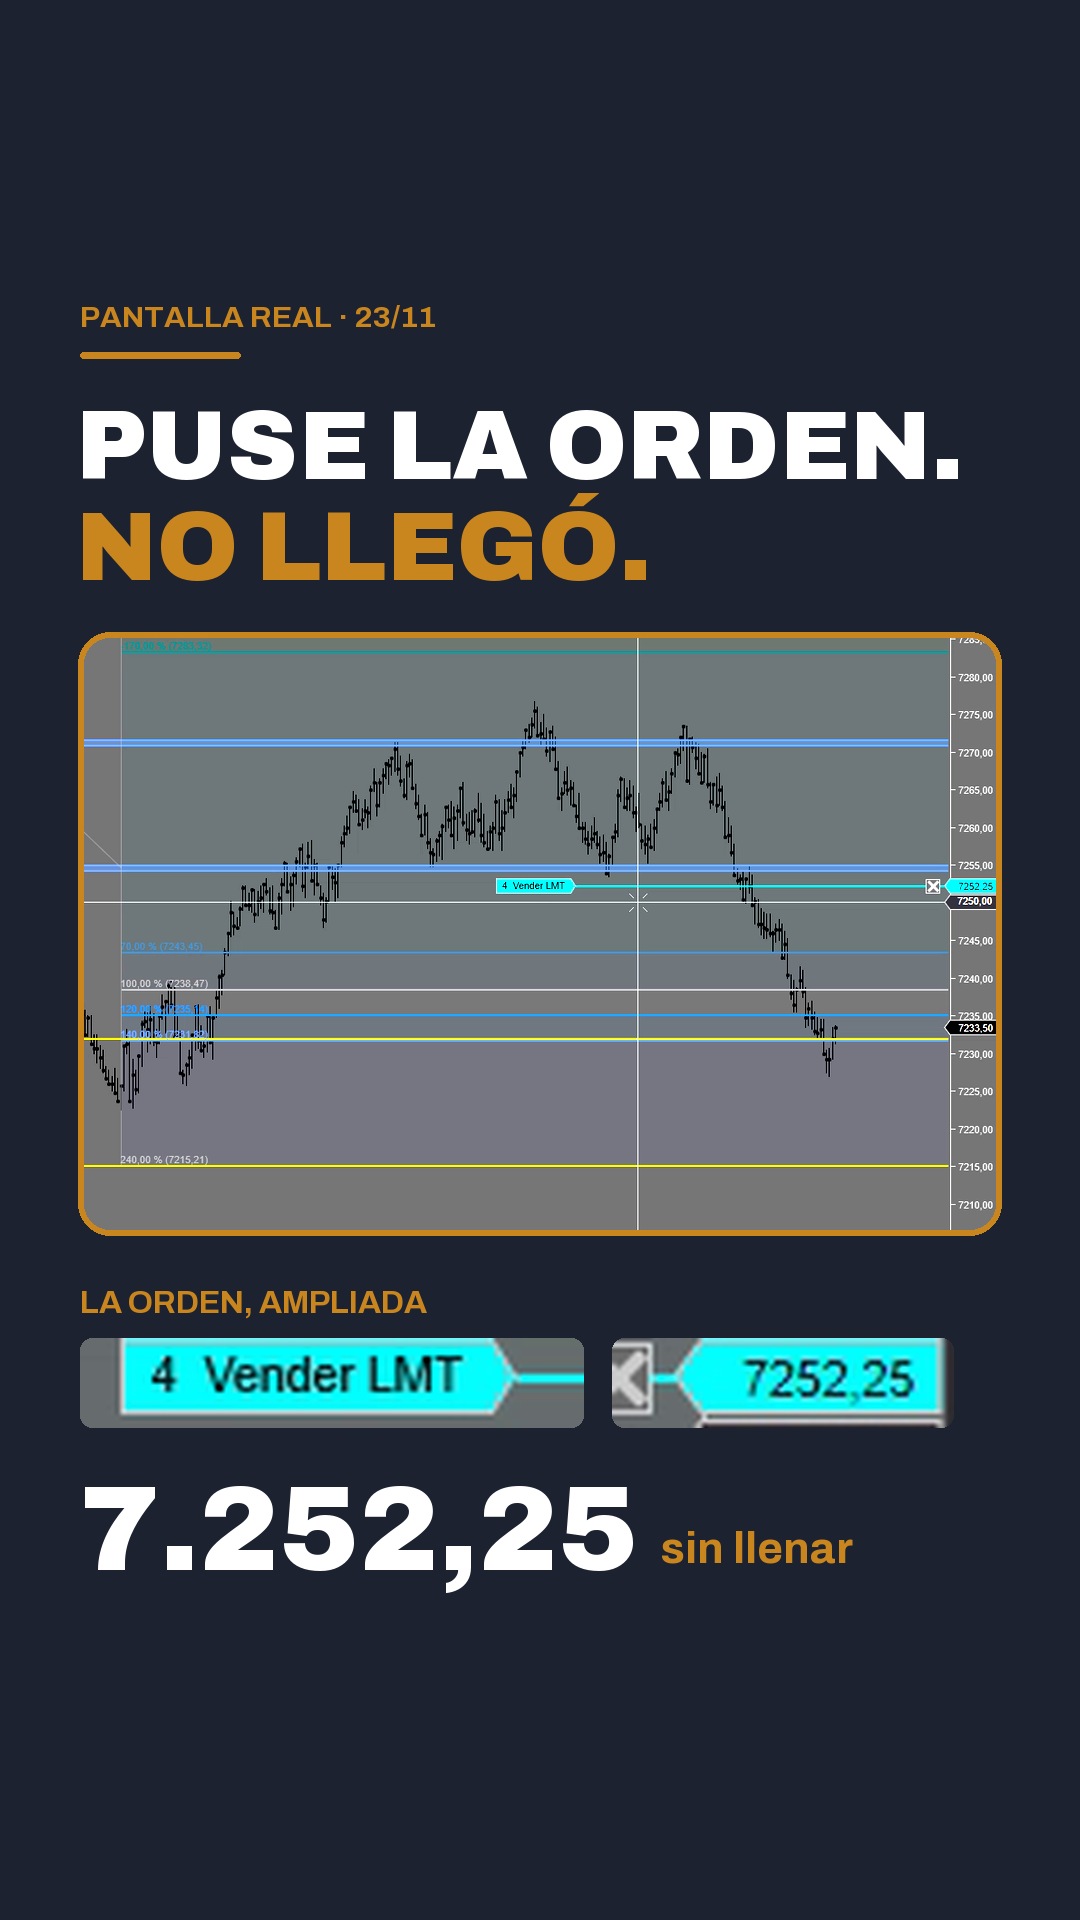 PANTALLA REAL · 23/11
PUSE LA ORDEN.
NO LLEGÓ.
7285,
7280,00
7275,00
7270,00
7265,00
7260,00
7255,00
4 Vender LMT
7252,25
7250,00
70,00 % (7243,45)
7245,00
7240,00
100,00 % (7238,47)
7235,00
7233,50
7230,00
7225,00
7220,00
240,00 % (7215,21)
7215,00
7210,00
LA ORDEN, AMPLIADA
4 Vender LMT
7252,25
7.252,25 sin llenar